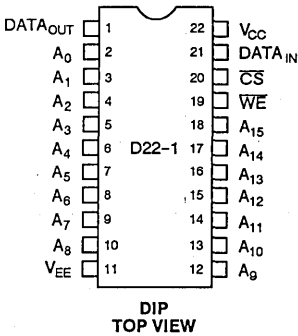 DATAOUT 1 22 VCC
A0 2 21 DATAIN
A1 3 20 C̅S̅
A2 4 19 W̅E̅
A3 5 18 A15
A4 6 D22-1 17 A14
A5 7 16 A13
A6 8 15 A12
A7 9 14 A11
A8 10 13 A10
VEE 11 12 A9
DIP
TOP VIEW